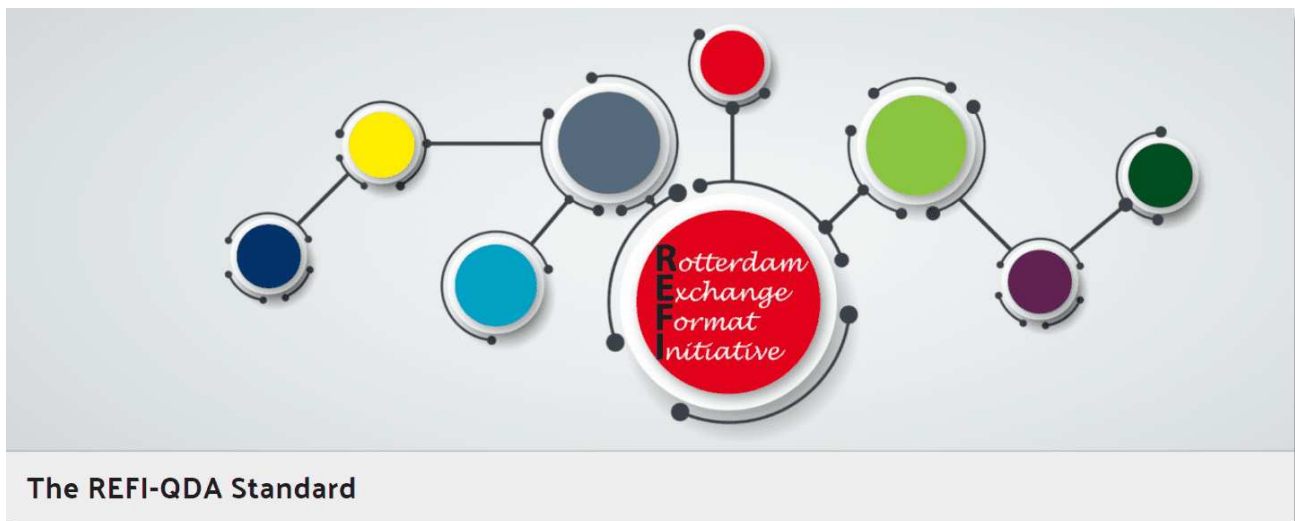 Rotterdam
Exchange
Format
Initiative
The REFI-QDA Standard